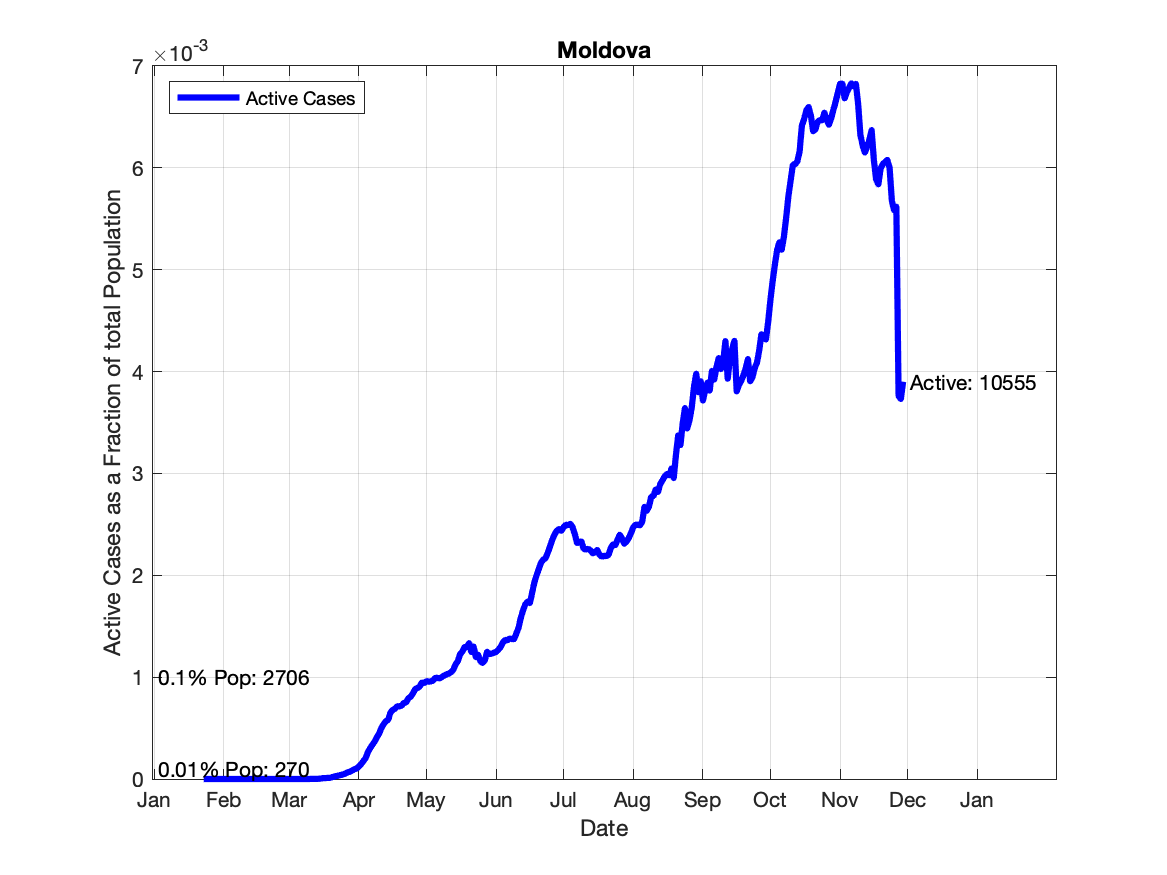 Moldova
×10-3
7
6
5
4
3
2
1
0
Active Cases
Active Cases as a Fraction of total Population
Active: 10555
0.1% Pop: 2706
0.01% Pop: 270
Jan Feb Mar Apr May Jun Jul Aug Sep Oct Nov Dec Jan
Date